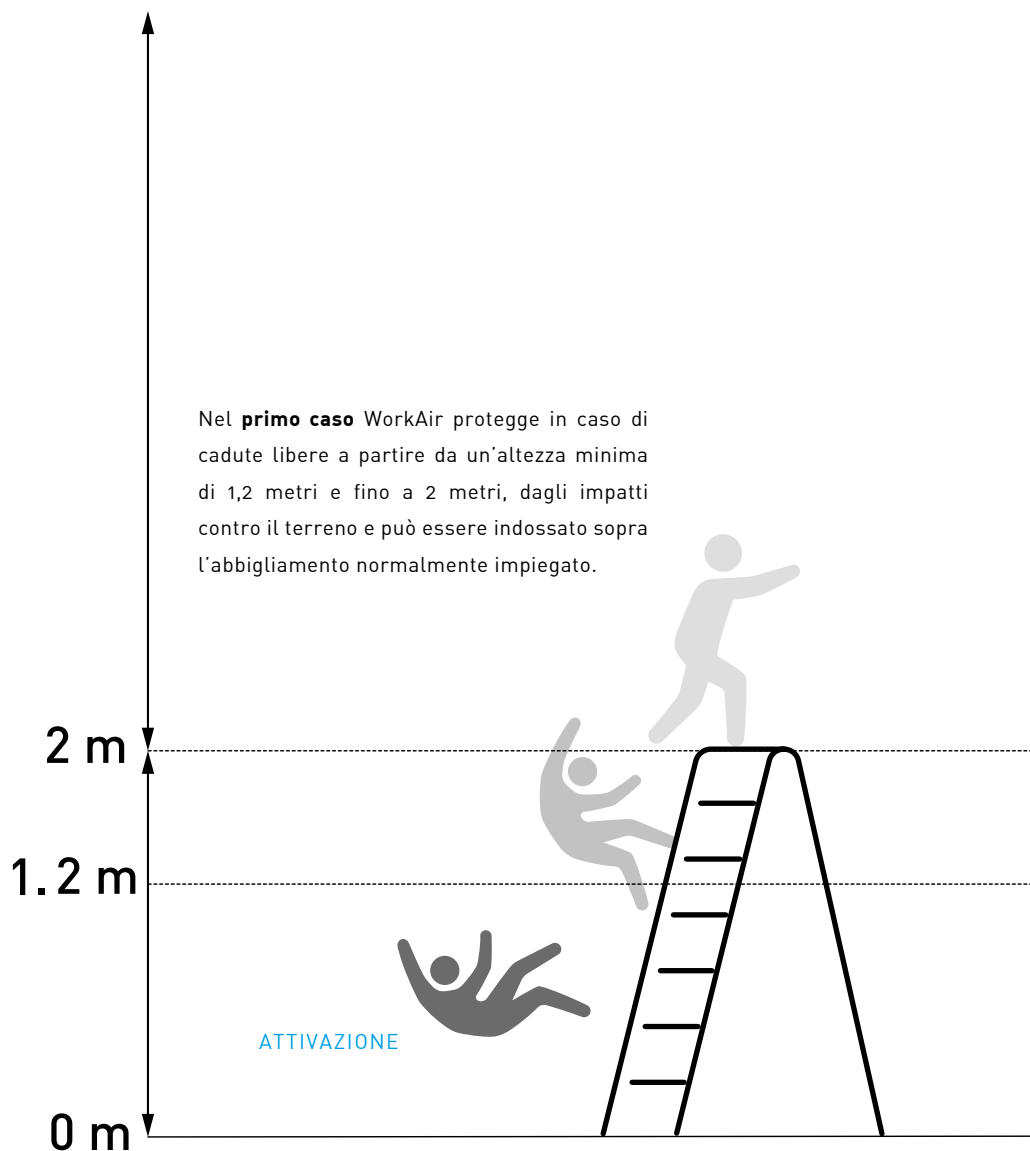 Nel primo caso WorkAir protegge in caso di
cadute libere a partire da un'altezza minima
di 1,2 metri e fino a 2 metri, dagli impatti
contro il terreno e può essere indossato sopra
l'abbigliamento normalmente impiegato.
2 m
1.2 m
ATTIVAZIONE
0 m